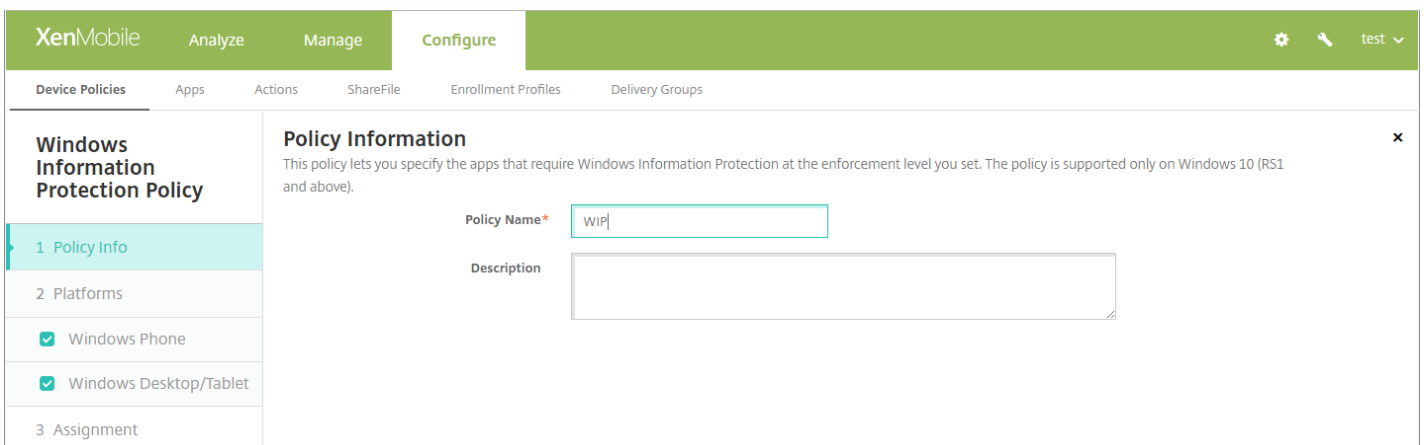 XenMobile Analyze Manage Configure test
Device Policies Apps Actions ShareFile Enrollment Profiles Delivery Groups
Windows
Information
Protection Policy
1 Policy Info
2 Platforms
Windows Phone
Windows Desktop/Tablet
3 Assignment
Policy Information
This policy lets you specify the apps that require Windows Information Protection at the enforcement level you set. The policy is supported only on Windows 10 (RS1
and above).
Policy Name* WIP
Description